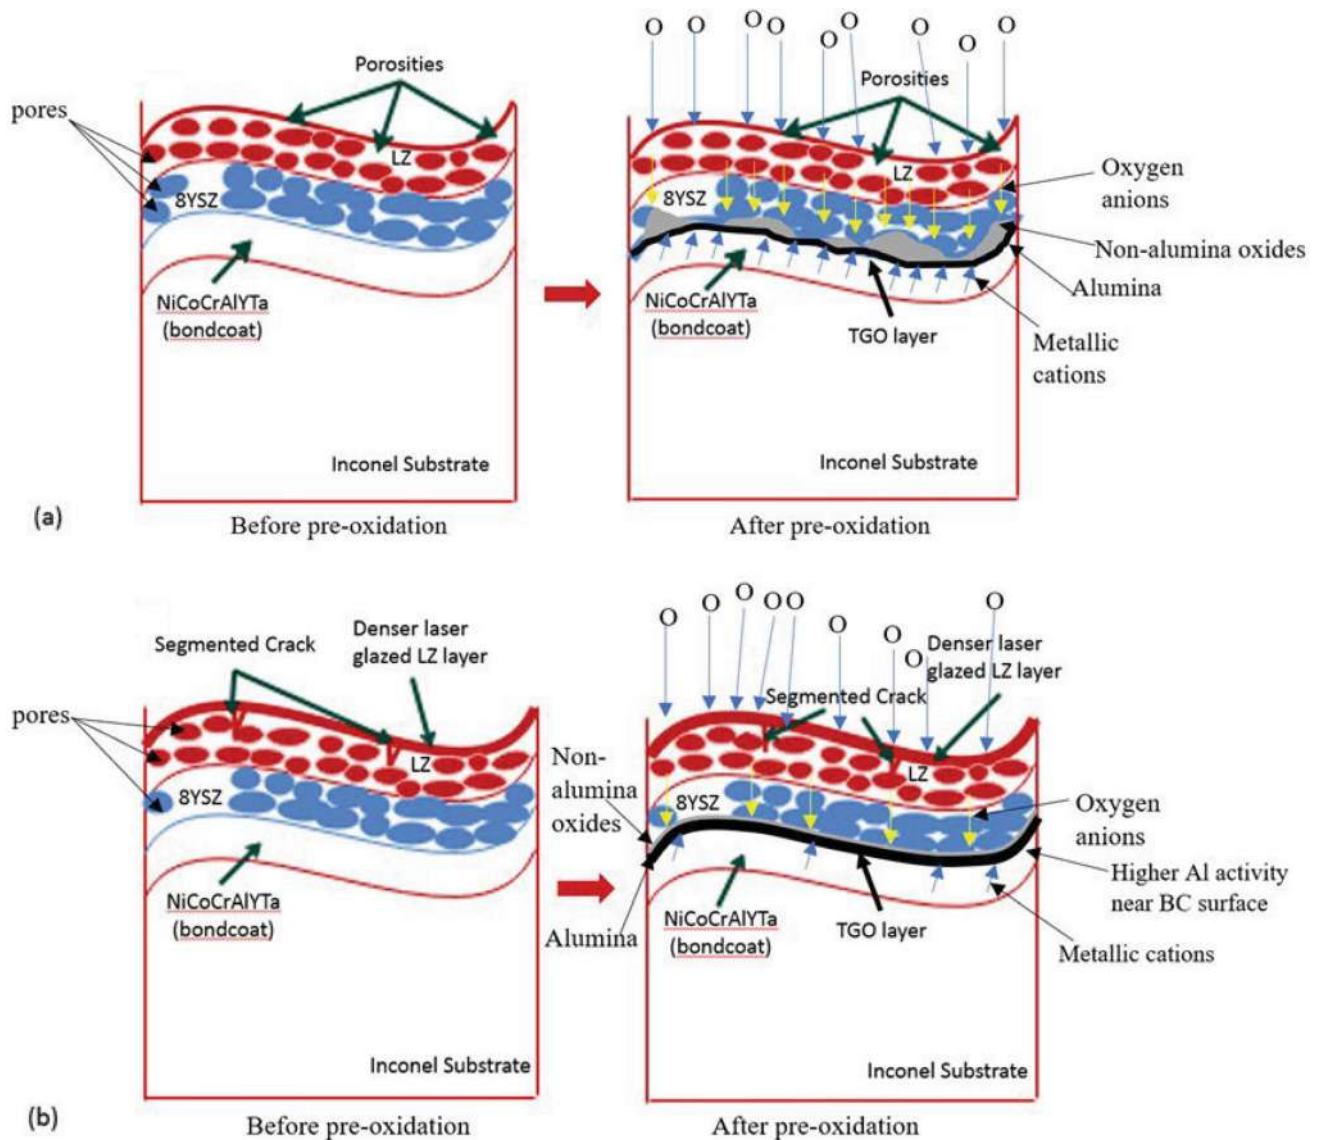 Porosities
pores
LZ
8YSZ
NiCoCrAlYTa
(bondcoat)
Inconel Substrate
(a)
Before pre-oxidation
O O O O O O O O O
Porosities
LZ
8YSZ
Oxygen
anions
Non-alumina oxides
Alumina
NiCoCrAlYTa
(bondcoat)
TGO layer
Metallic
cations
Inconel Substrate
After pre-oxidation
Segmented Crack
Denser laser
glazed LZ layer
pores
LZ
8YSZ
NiCoCrAlYTa
(bondcoat)
Inconel Substrate
(b)
Before pre-oxidation
O O O O O O O O O
Denser laser
glazed LZ layer
Segmented Crack
Non-
alumina
oxides
LZ
8YSZ
Oxygen
anions
Higher Al activity
near BC surface
NiCoCrAlYTa
(bondcoat)
TGO layer
Alumina
Metallic cations
Inconel Substrate
After pre-oxidation